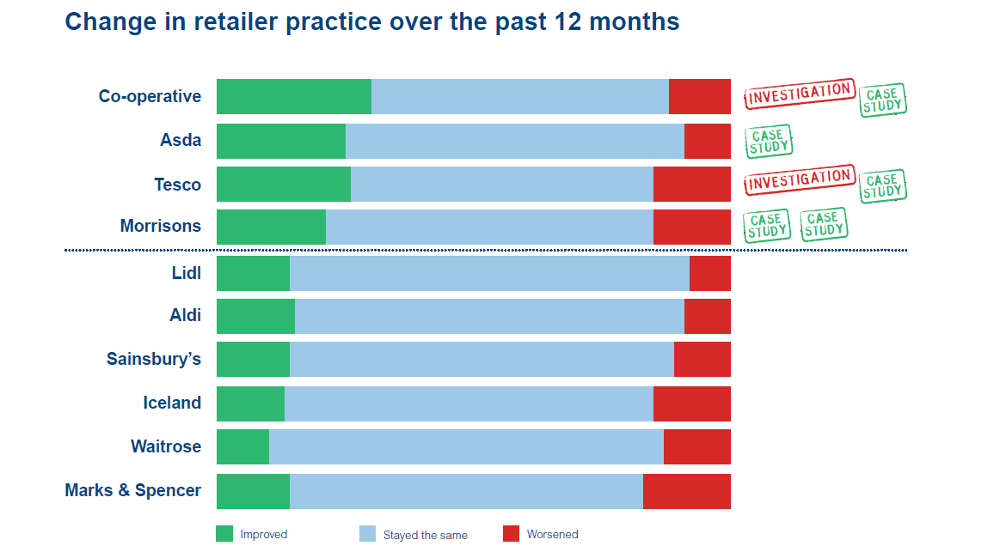 Change in retailer practice over the past 12 months
Co-operative
INVESTIGATION
CASE
STUDY
Asda
CASE
STUDY
Tesco
INVESTIGATION
CASE
STUDY
Morrisons
CASE
STUDY
CASE
STUDY
Lidl
Aldi
Sainsbury’s
Iceland
Waitrose
Marks & Spencer
Improved
Stayed the same
Worsened